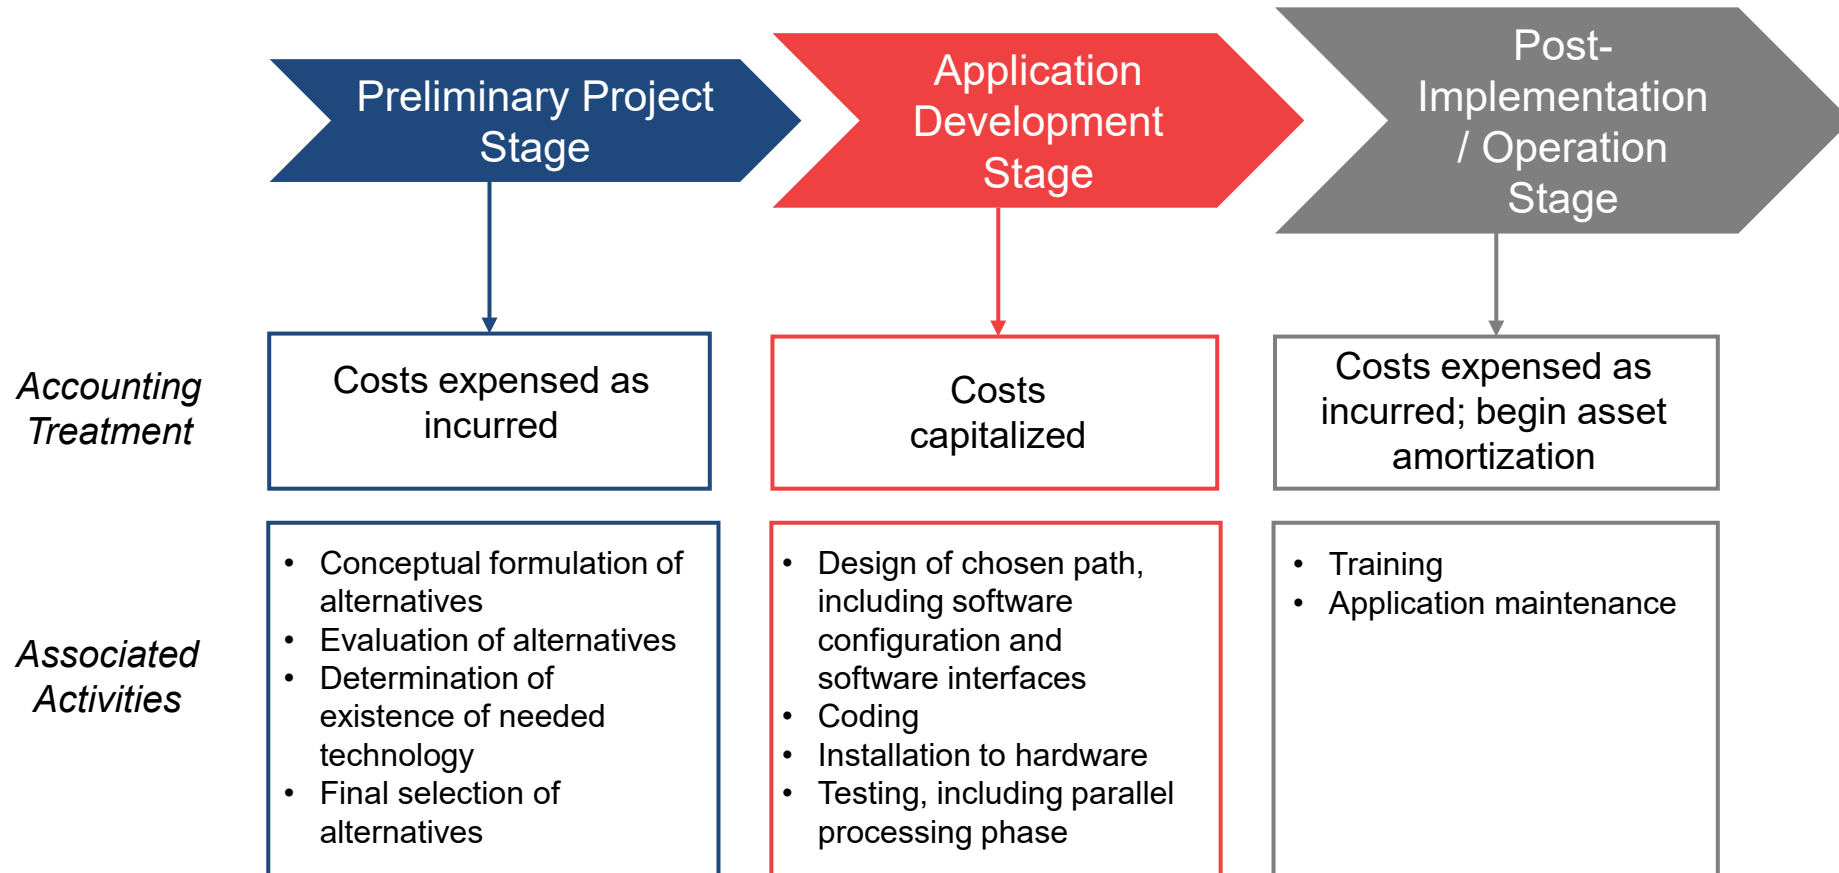 Preliminary Project
Stage
Application
Development
Stage
Post-
Implementation
/ Operation
Stage
Accounting
Treatment
Costs expensed as
incurred
Costs
capitalized
Costs expensed as
incurred; begin asset
amortization
Associated
Activities
• Conceptual formulation of
alternatives
• Evaluation of alternatives
• Determination of
existence of needed
technology
• Final selection of
alternatives
• Design of chosen path,
including software
configuration and
software interfaces
• Coding
• Installation to hardware
• Testing, including parallel
processing phase
• Training
• Application maintenance